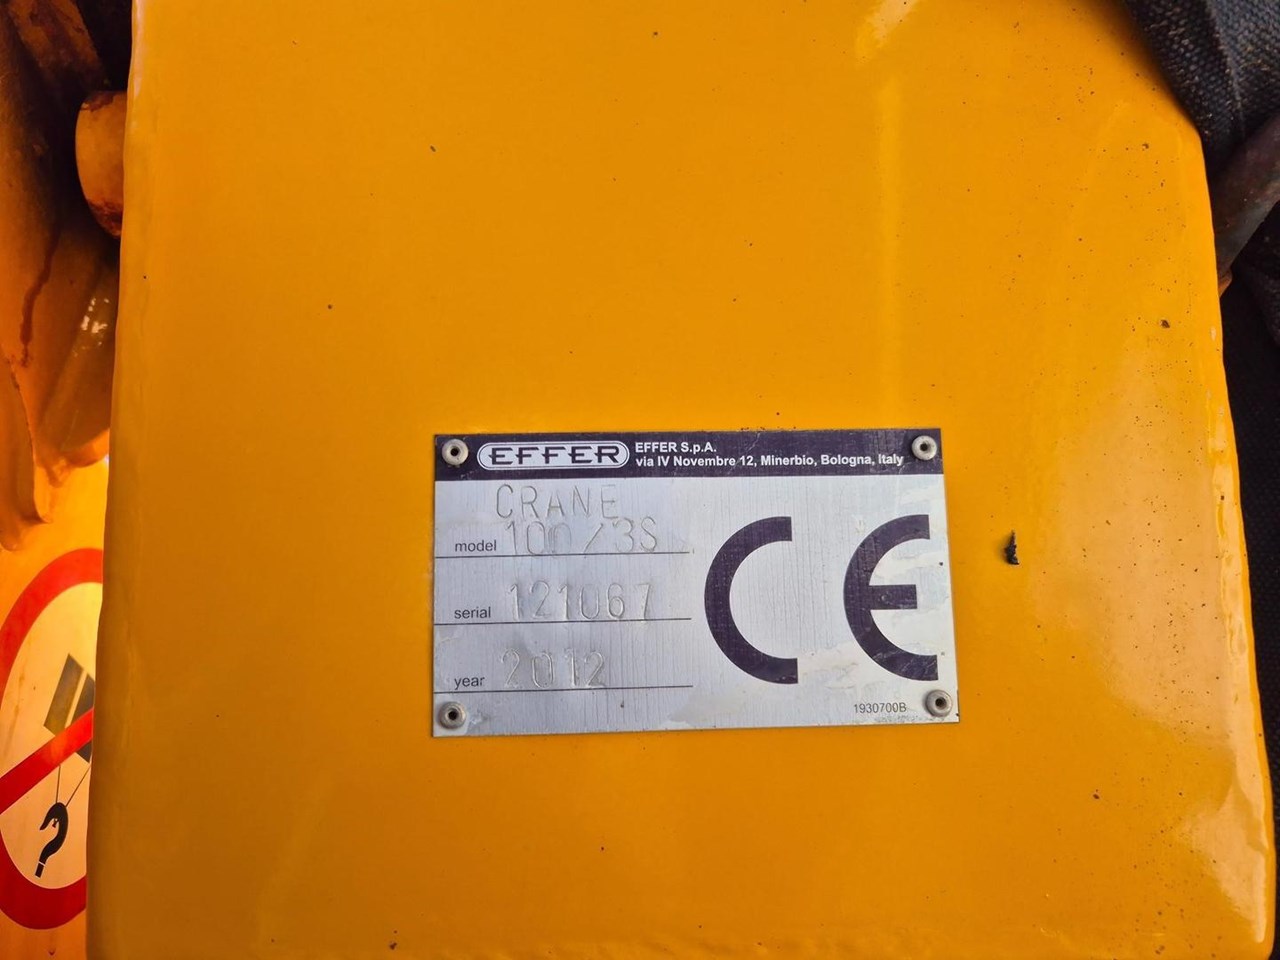 EFFER
EFFER S.p.A.
via IV Novembre 12, Minerbio, Bologna, Italy
CRANE
model 100/3S
serial 121067
year 2012
CE
1930700B